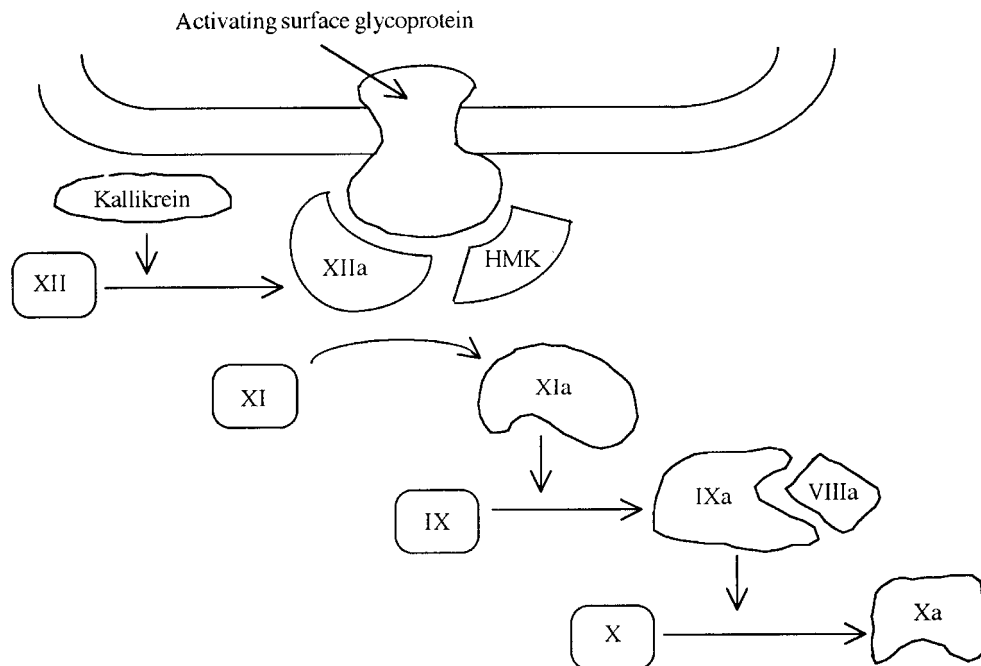 Activating surface glycoprotein
Kallikrein
XII
XIIa
HMK
XI
XIa
IX
IXa
VIIIa
X
Xa